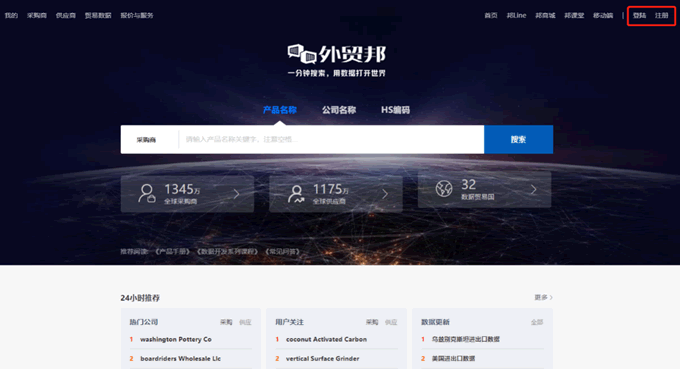 我的 采购商 供应商 贸易数据 报价与服务 首页 邦Line 邦商城 邦课堂 移动端 | 登陆 注册
外贸邦
一分钟搜索，用数据打开世界
产品名称 公司名称 HS编码
采购商 请输入产品名称关键字，注意空格 搜索
1345万 1175万 32
全球采购商 全球供应商 数据贸易国
推荐阅读：《产品手册》《数据开发系列课程》《常见问答》
24小时推荐 更多
热门公司 采购 供应 用户关注 采购 供应 数据更新 全部
1 washington Pottery Co 1 coconut Activated Carbon 1 乌兹别克斯坦进出口数据
2 boardriders Wholesale Llc 2 vertical Surface Grinder 2 美国进出口数据